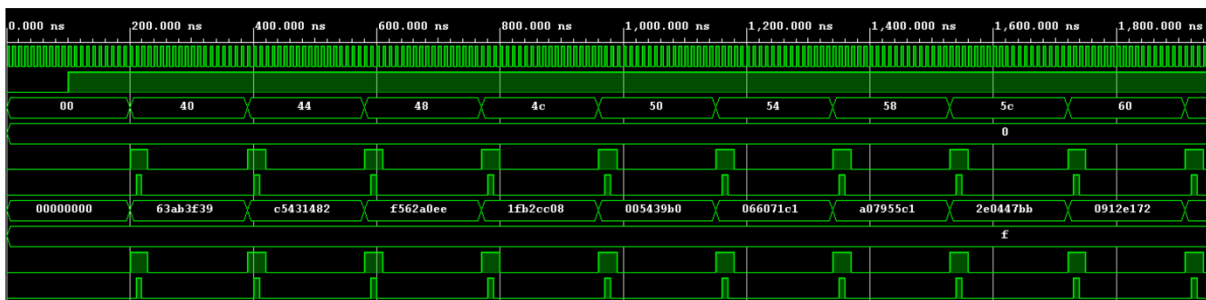 0.000 ns 200.000 ns 400.000 ns 600.000 ns 800.000 ns 1,000.000 ns 1,200.000 ns 1,400.000 ns 1,600.000 ns 1,800.000 ns
00 40 44 48 4c 50 54 58 5c 60
0
00000000 63ab3f39 c5431482 f562a0ee 1fb2cc08 005439b0 066071c1 a07955c1 2e0447bb 0912e172
f